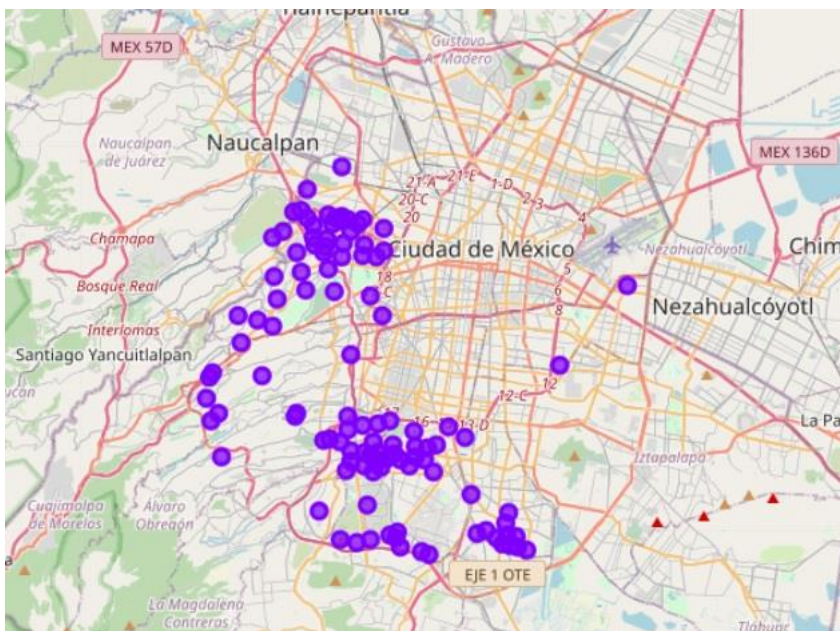 Tlalnepantla
MEX 57D
Gustavo
A. Madero
Naucalpan
de Juárez
Naucalpan
MEX 136D
21-A
21-E
1-D
20-C
2
3
4
20
Chamapa
Ciudad de México
Nezahualcóyotl
Chim
5
18
C
6
Bosque Real
8
Nezahualcóyotl
Interlomas
Santiago Yancuitlalpan
12
12-C
ucan
17
16
13-D
La Pa
Iztapalapa
Cuajimalpa
de Morelos
Álvaro
Obregón
EJE 1 OTE
a
La Magdalena
Contreras
Tláhuac